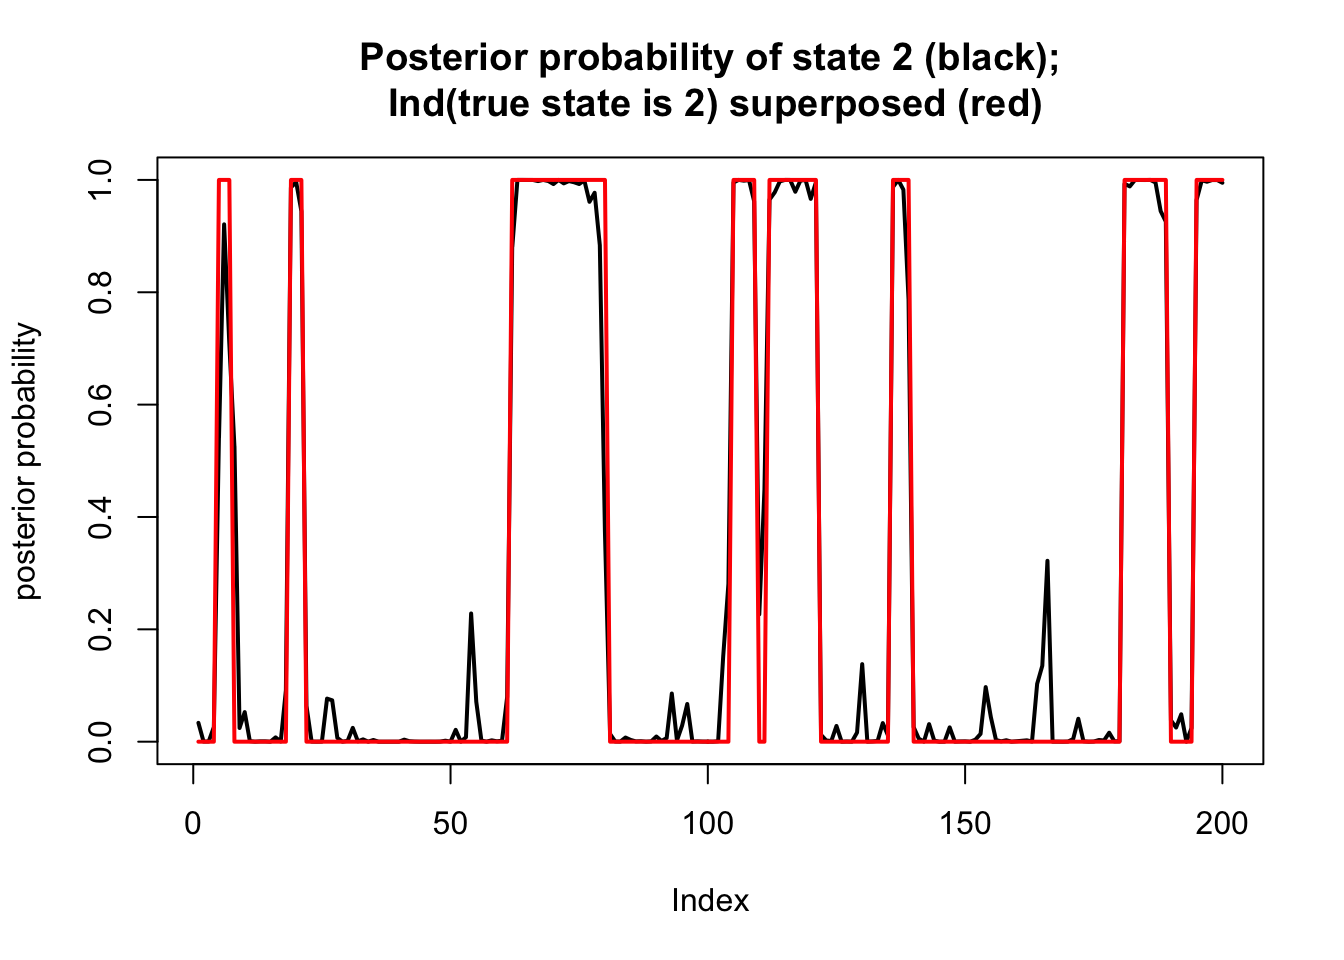 Posterior probability of state 2 (black);
Ind(true state is 2) superposed (red)
posterior probability
1.0
0.8
0.6
0.4
0.2
0.0
0 50 100 150 200
Index